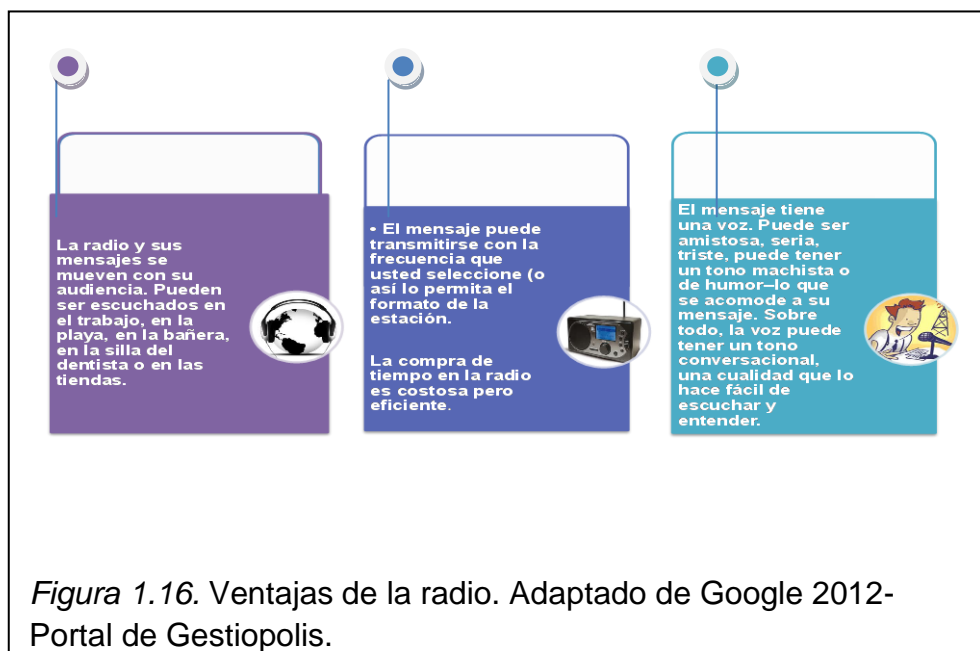 La radio y sus
mensajes se
mueven con su
audiencia. Pueden
ser escuchados en
el trabajo, en la
playa, en la bañera,
en la silla del
dentista o en las
tiendas.
• El mensaje puede
transmitirse con la
frecuencia que
usted seleccione (o
así lo permita el
formato de la
estación.
La compra de
tiempo en la radio
es costosa pero
eficiente.
El mensaje tiene
una voz. Puede ser
amistosa, seria,
triste, puede tener
un tono machista o
de humor–lo que
se acomode a su
mensaje. Sobre
todo, la voz puede
tener un tono
conversacional,
una cualidad que lo
hace fácil de
escuchar y
entender.
Figura 1.16. Ventajas de la radio. Adaptado de Google 2012-
Portal de Gestiopolis.